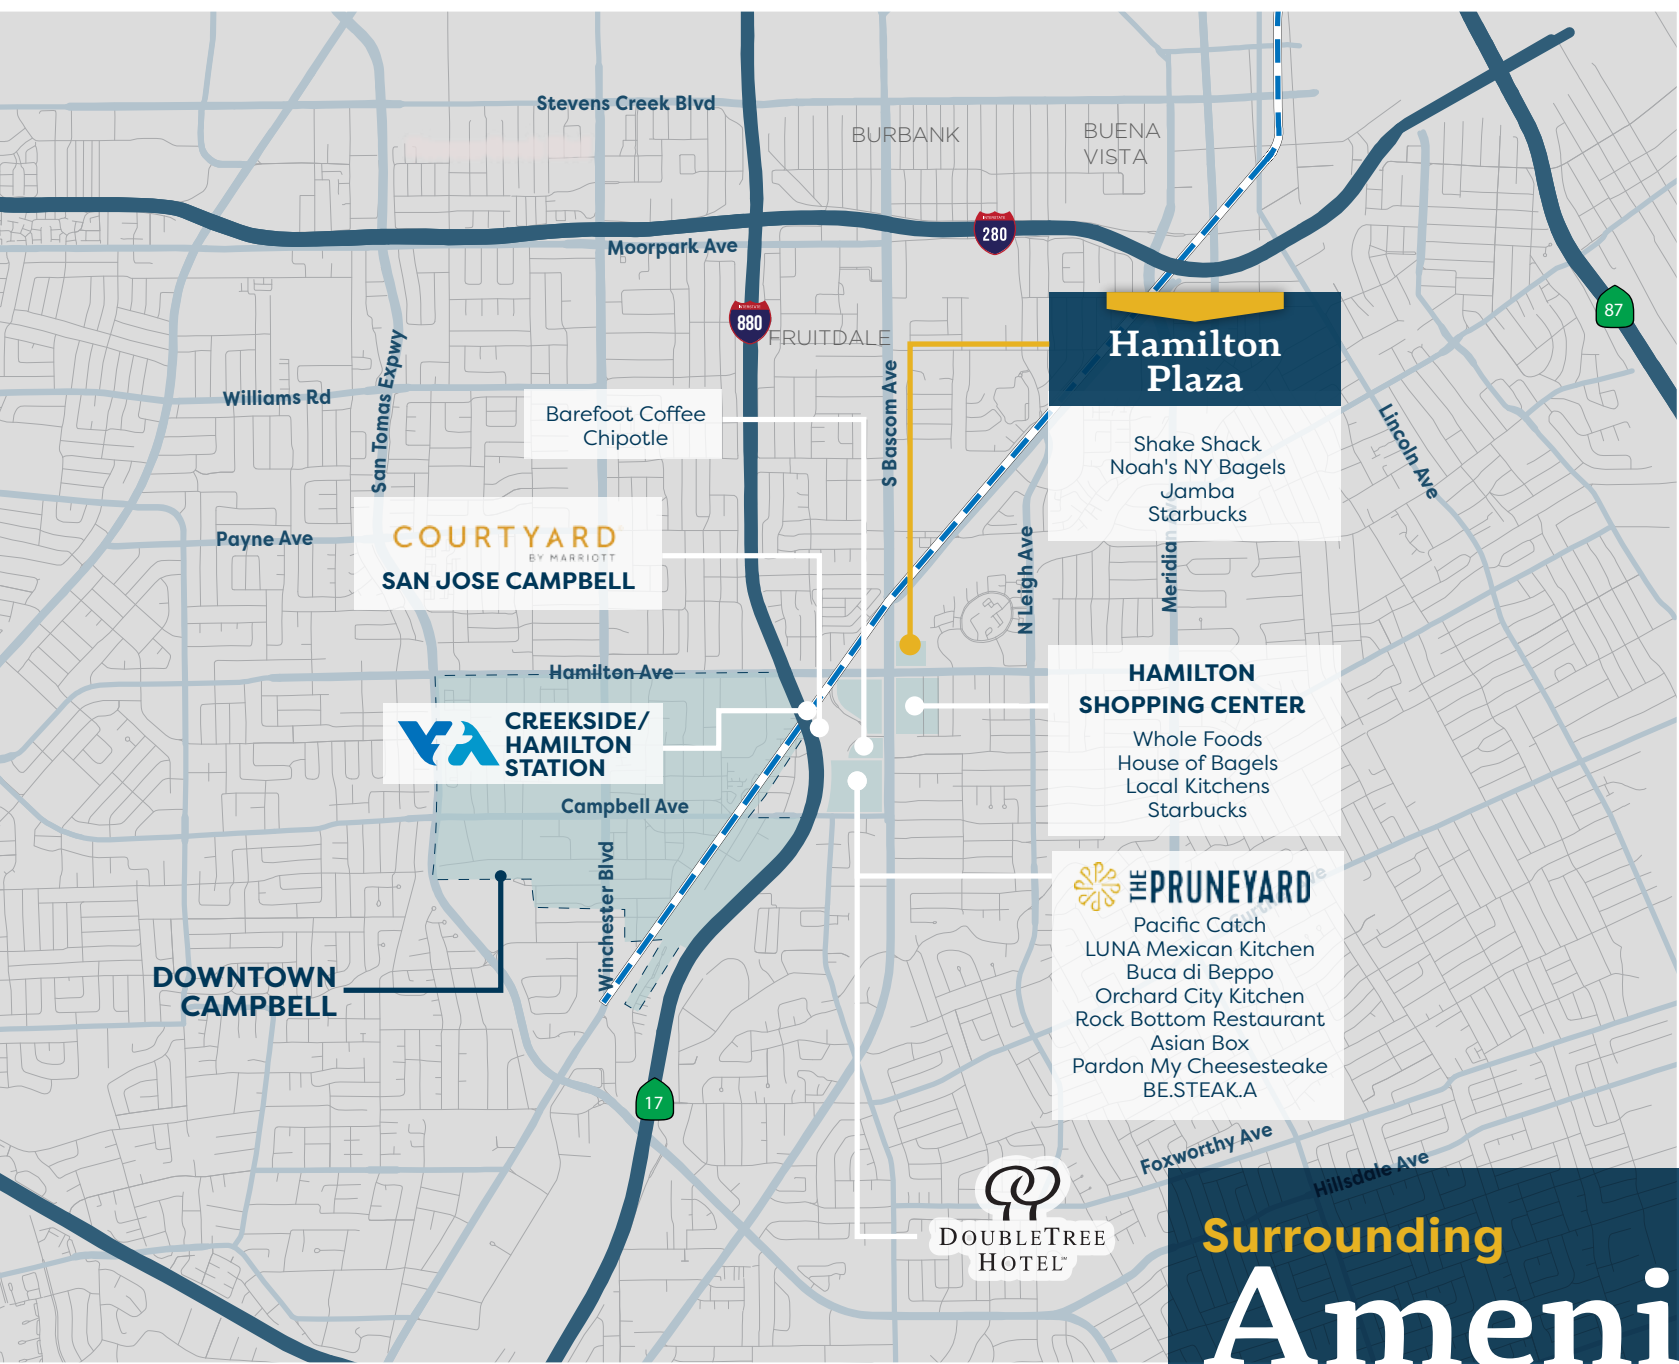 Stevens Creek Blvd
BURBANK
BUENA
VISTA
INTERSTATE
280
Moorpark Ave
INTERSTATE
880
FRUITDALE
87
Hamilton
Plaza
Shake Shack
Noah's NY Bagels
Jamba
Starbucks
San Tomas Expwy
Williams Rd
Barefoot Coffee
Chipotle
S Bascom Ave
Lincoln Ave
Payne Ave
COURTYARD
BY MARRIOTT
SAN JOSE CAMPBELL
N Leigh Ave
Meridian
Hamilton Ave
VTA
CREEKSIDE/
HAMILTON
STATION
HAMILTON
SHOPPING CENTER
Whole Foods
House of Bagels
Local Kitchens
Starbucks
Campbell Ave
Winchester Blvd
THE PRUNEYARD
Pacific Catch
LUNA Mexican Kitchen
Buca di Beppo
Orchard City Kitchen
Rock Bottom Restaurant
Asian Box
Pardon My Cheesesteake
BE.STEAK.A
DOWNTOWN
CAMPBELL
17
Foxworthy Ave
Hillsdale Ave
DOUBLETREE
HOTEL℠
Surrounding
Ameni